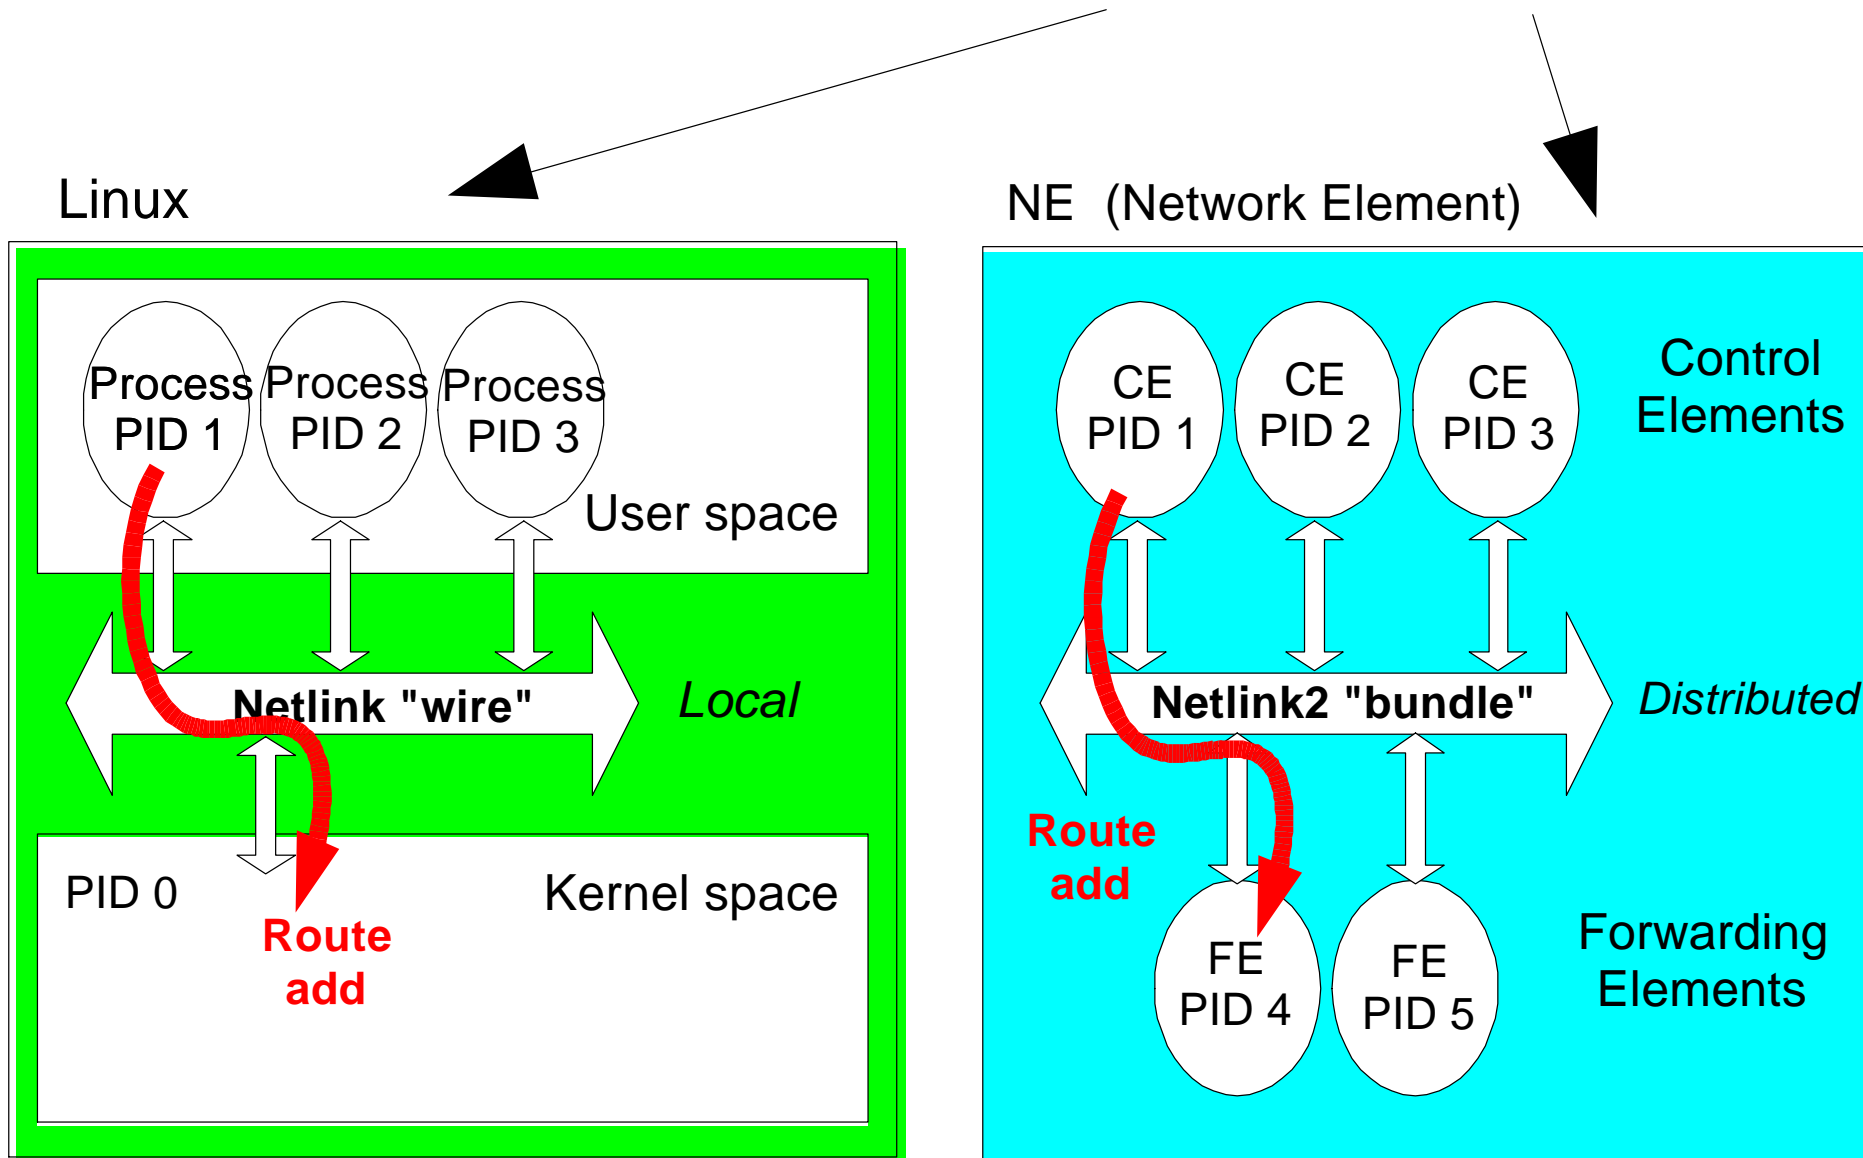 Linux
Process
PID 1
Process
PID 2
Process
PID 3
User space
Netlink "wire"
Local
PID 0
Kernel space
Route
add
NE (Network Element)
CE
PID 1
CE
PID 2
CE
PID 3
Control
Elements
Netlink2 "bundle"
Distributed
Route
add
FE
PID 4
FE
PID 5
Forwarding
Elements